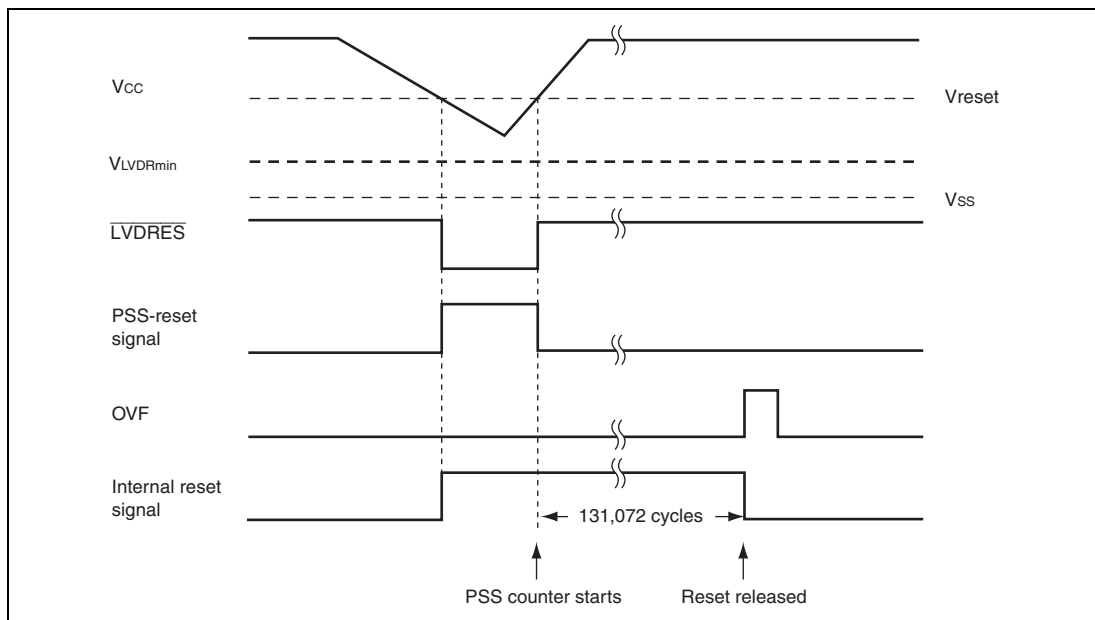 VCC
Vreset
VLVDRmin
VSS
LVDRES
PSS-reset
signal
OVF
Internal reset
signal
131,072 cycles
PSS counter starts
Reset released